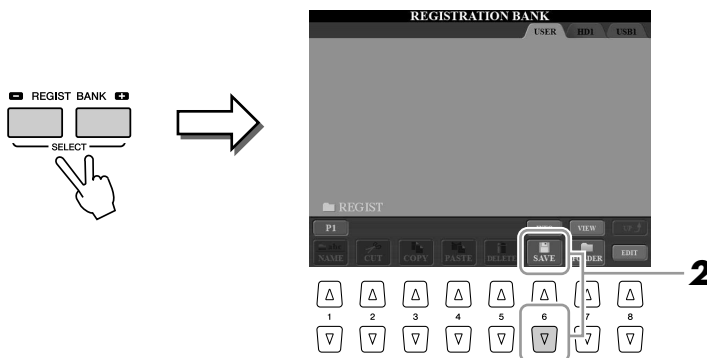 REGIST BANK
SELECT
REGISTRATION BANK
USER HD1 USB1
REGIST
P1 VIEW UP
NAME CUT COPY PASTE DELETE SAVE EDIT
2
1 2 3 4 5 6 7 8